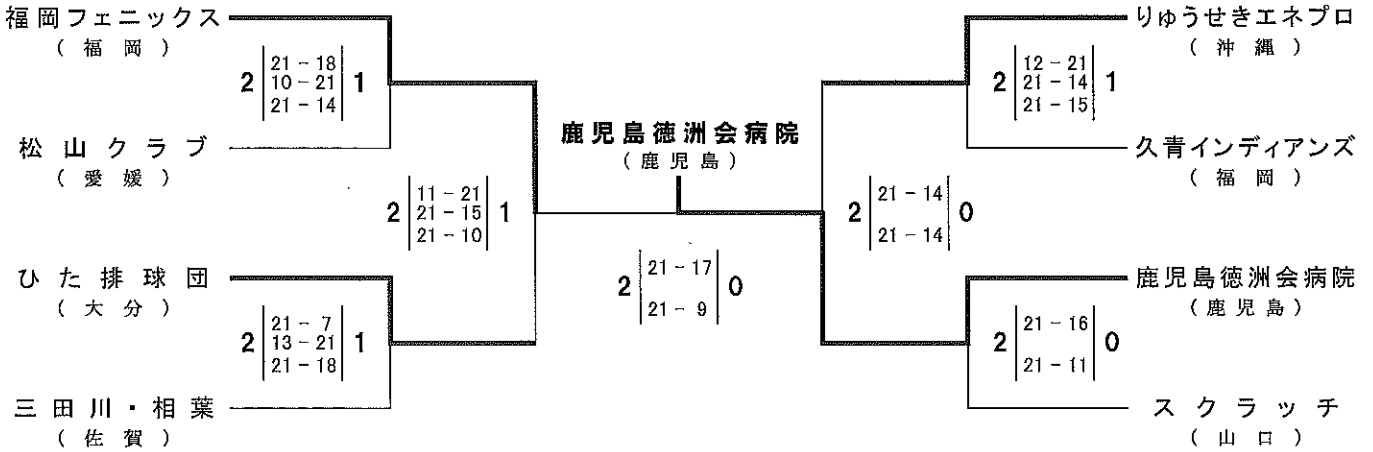 福岡フェニックス
(福岡)
2 21-18 1
10-21
21-14
松山クラブ
(愛媛)
2 11-21 1
21-15
21-10
ひた排球団
(大分)
2 21-7 1
13-21
21-18
三田川・相葉
(佐賀)
鹿児島徳洲会病院
(鹿児島)
2 21-17 0
21-9
りゅうせきエネプロ
(沖縄)
2 12-21 1
21-14
21-15
久青インディアンズ
(福岡)
2 21-14 0
21-14
鹿児島徳洲会病院
(鹿児島)
2 21-16 0
21-11
スクラッチ
(山口)